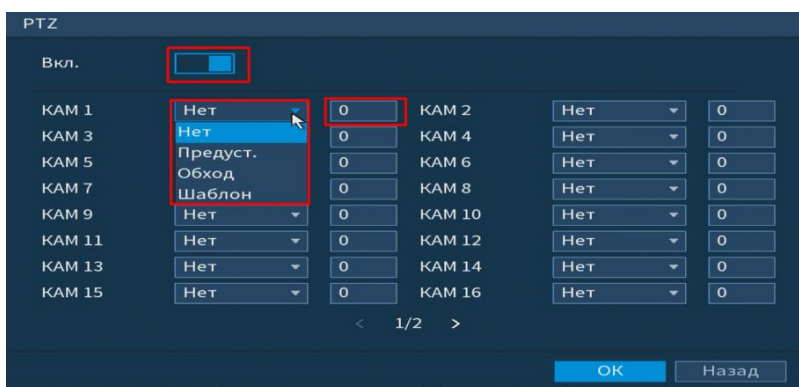 PTZ
Вкл.
КАМ 1 Нет 0 КАМ 2 Нет 0
КАМ 3 Нет 0 КАМ 4 Нет 0
Предуст.
КАМ 5 0 КАМ 6 Нет 0
Обход
КАМ 7 0 КАМ 8 Нет 0
Шаблон
КАМ 9 Нет 0 КАМ 10 Нет 0
КАМ 11 Нет 0 КАМ 12 Нет 0
КАМ 13 Нет 0 КАМ 14 Нет 0
КАМ 15 Нет 0 КАМ 16 Нет 0
< 1/2 >
ОК Назад